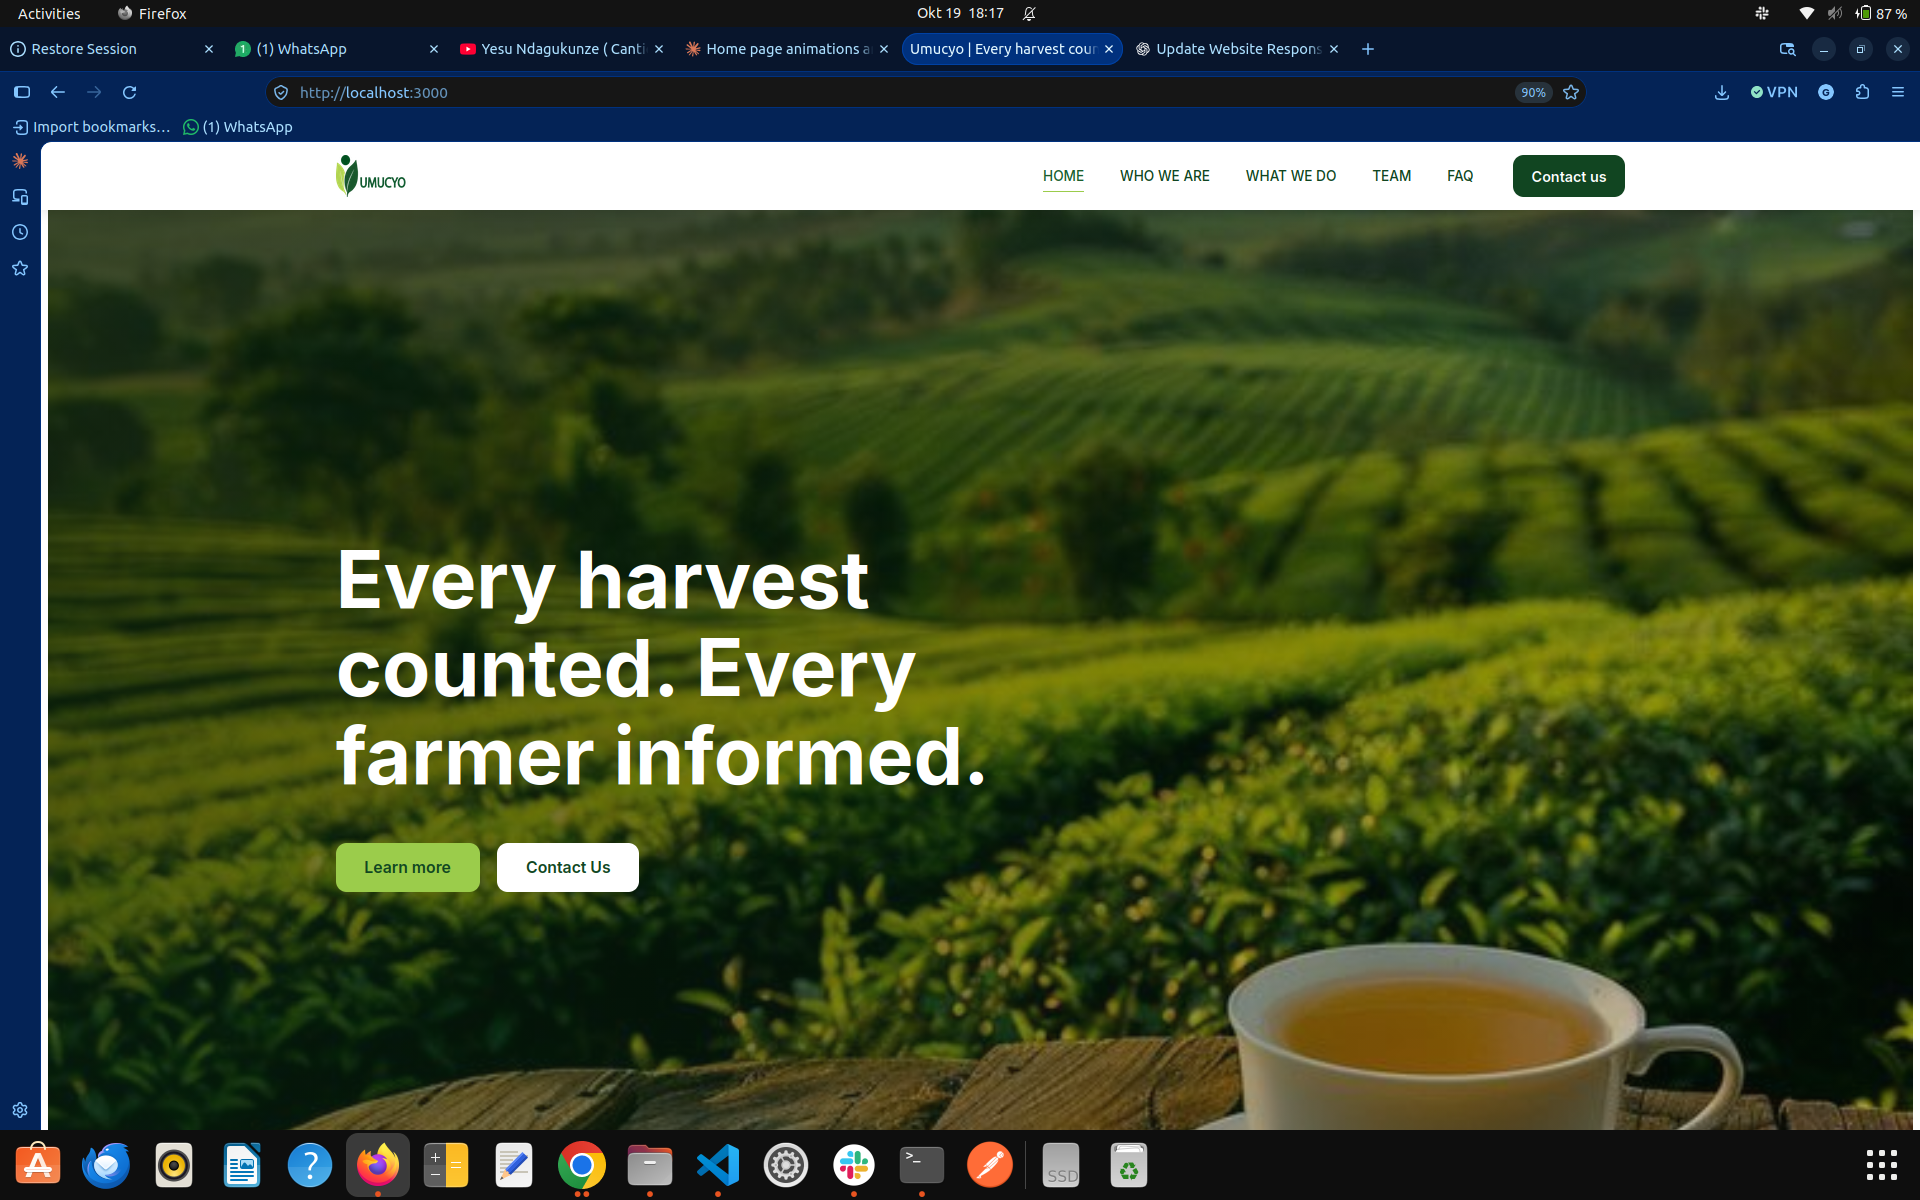 Activities
Firefox
Okt 19 18:17
87 %
Restore Session
1
(1) WhatsApp
Yesu Ndagukunze ( Canti
Home page animations a
Umucyo | Every harvest cour
Update Website Respons
http://localhost:3000
90%
VPN
G
Import bookmarks...
(1) WhatsApp
UMUCYO
HOME
WHO WE ARE
WHAT WE DO
TEAM
FAQ
Contact us
Every harvest
counted. Every
farmer informed.
Learn more
Contact Us
SSD